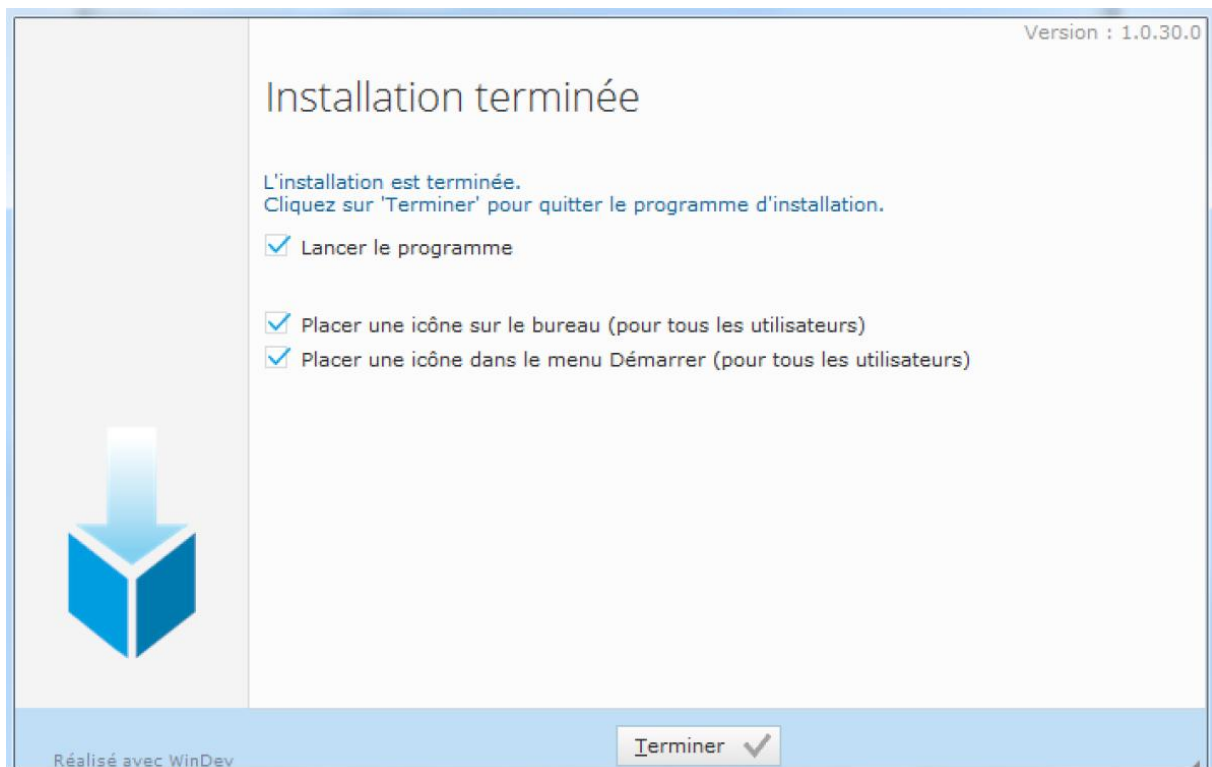 Version : 1.0.30.0
Installation terminée
L'installation est terminée.
Cliquez sur 'Terminer' pour quitter le programme d'installation.
Lancer le programme
Placer une icône sur le bureau (pour tous les utilisateurs)
Placer une icône dans le menu Démarrer (pour tous les utilisateurs)
Terminer
Réalisé avec WinDev